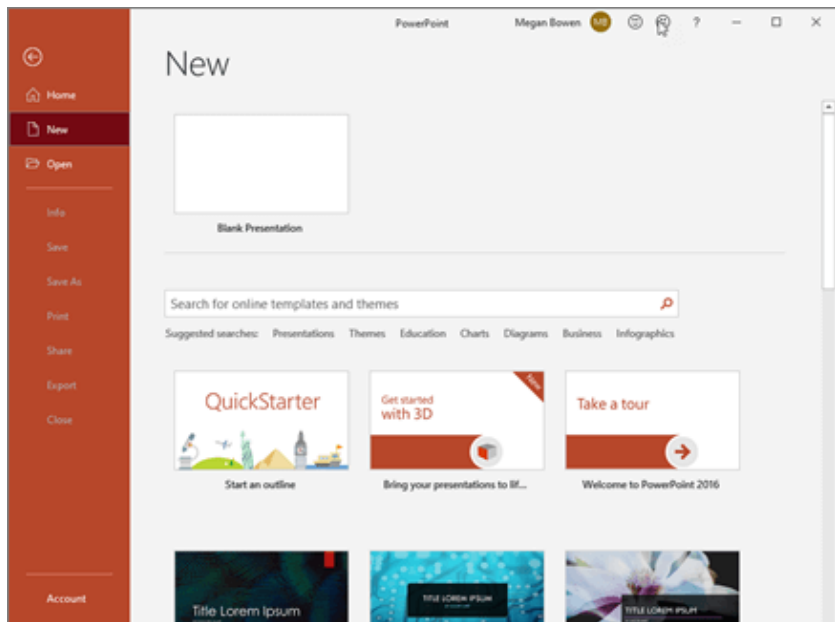 PowerPoint
Megan Bowen
MB
?
New
Home
New
Open
Info
Save
Save As
Print
Share
Export
Close
Account
Blank Presentation
Search for online templates and themes
Suggested searches: Presentations Themes Education Charts Diagrams Business Infographics
QuickStarter
Start an outline
Get started
with 3D
New
Bring your presentations to lif...
Take a tour
Welcome to PowerPoint 2016
Title Lorem Ipsum
TITLE LOREM IPSUM
TITLE LOREM IPSUM